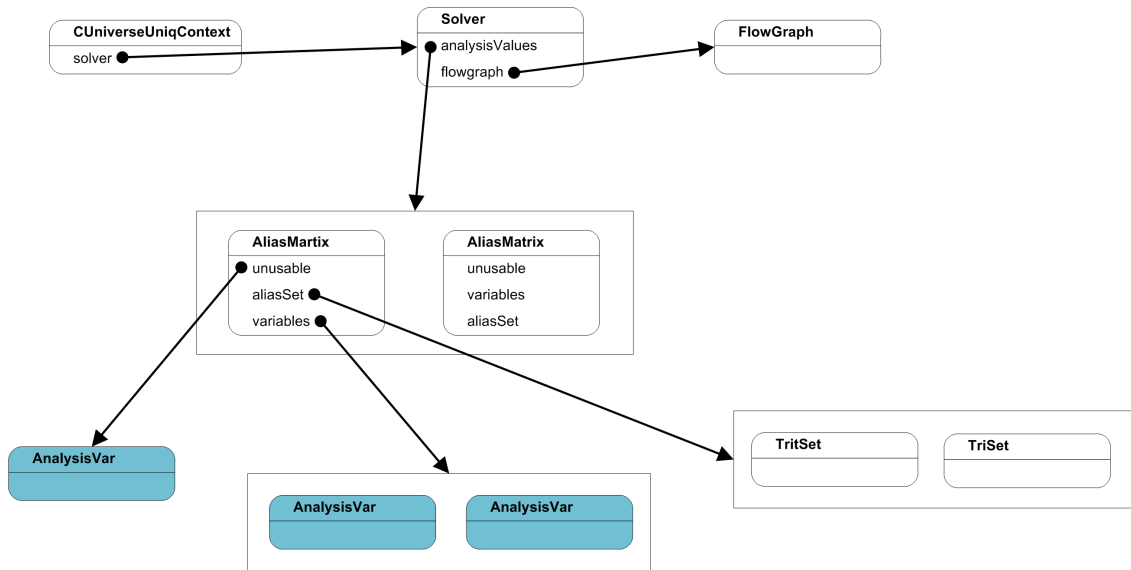 CUniverseUniqContext
solver
Solver
analysisValues
flowgraph
FlowGraph
AliasMartix
unusable
aliasSet
variables
AliasMatrix
unusable
variables
aliasSet
AnalysisVar
AnalysisVar
AnalysisVar
TritSet
TriSet